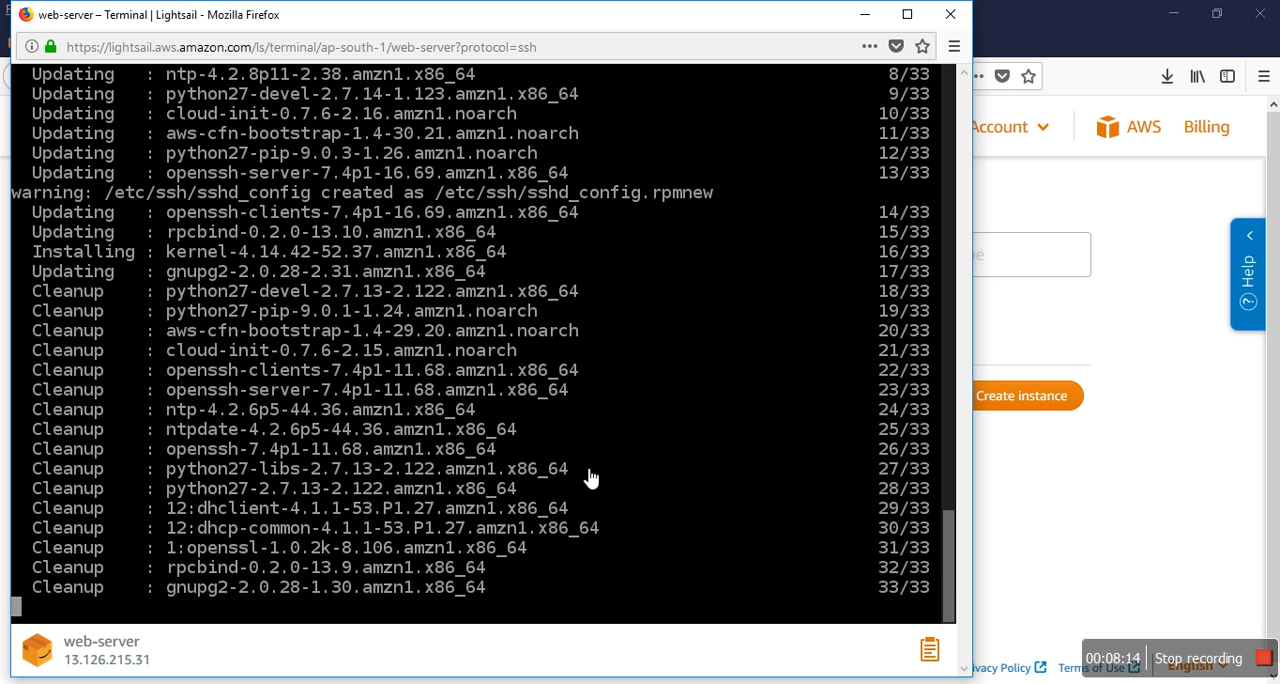 web-server – Terminal | Lightsail - Mozilla Firefox
https://lightsail.aws.amazon.com/ls/terminal/ap-south-1/web-server?protocol=ssh
Updating : ntp-4.2.8p11-2.38.amzn1.x86_64 8/33
Updating : python27-devel-2.7.14-1.123.amzn1.x86_64 9/33
Updating : cloud-init-0.7.6-2.16.amzn1.noarch 10/33
Updating : aws-cfn-bootstrap-1.4-30.21.amzn1.noarch 11/33
Updating : python27-pip-9.0.3-1.26.amzn1.noarch 12/33
Updating : openssh-server-7.4p1-16.69.amzn1.x86_64 13/33
warning: /etc/ssh/sshd_config created as /etc/ssh/sshd_config.rpmnew
Updating : openssh-clients-7.4p1-16.69.amzn1.x86_64 14/33
Updating : rpcbind-0.2.0-13.10.amzn1.x86_64 15/33
Installing : kernel-4.14.42-52.37.amzn1.x86_64 16/33
Updating : gnupg2-2.0.28-2.31.amzn1.x86_64 17/33
Cleanup : python27-devel-2.7.13-2.122.amzn1.x86_64 18/33
Cleanup : python27-pip-9.0.1-1.24.amzn1.noarch 19/33
Cleanup : aws-cfn-bootstrap-1.4-29.20.amzn1.noarch 20/33
Cleanup : cloud-init-0.7.6-2.15.amzn1.noarch 21/33
Cleanup : openssh-clients-7.4p1-11.68.amzn1.x86_64 22/33
Cleanup : openssh-server-7.4p1-11.68.amzn1.x86_64 23/33
Cleanup : ntp-4.2.6p5-44.36.amzn1.x86_64 24/33
Cleanup : ntpdate-4.2.6p5-44.36.amzn1.x86_64 25/33
Cleanup : openssh-7.4p1-11.68.amzn1.x86_64 26/33
Cleanup : python27-libs-2.7.13-2.122.amzn1.x86_64 27/33
Cleanup : python27-2.7.13-2.122.amzn1.x86_64 28/33
Cleanup : 12:dhclient-4.1.1-53.P1.27.amzn1.x86_64 29/33
Cleanup : 12:dhcp-common-4.1.1-53.P1.27.amzn1.x86_64 30/33
Cleanup : 1:openssl-1.0.2k-8.106.amzn1.x86_64 31/33
Cleanup : rpcbind-0.2.0-13.9.amzn1.x86_64 32/33
Cleanup : gnupg2-2.0.28-1.30.amzn1.x86_64 33/33
web-server
13.126.215.31
Account AWS Billing
Help
Create instance
Policy Terms
00:08:14 Stop recording
English